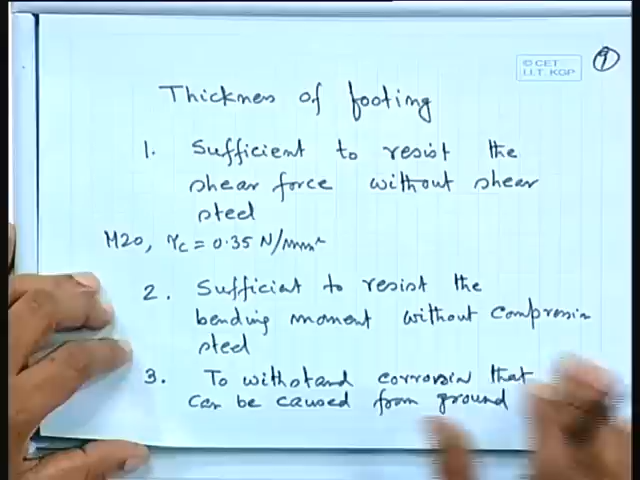 © CET
I.I.T. KGP
9
Thickness of footing
1. Sufficient to resist the
shear force without shear
steel
M20, τc = 0.35 N/mm²
2. Sufficient to resist the
bending moment without compression
steel
3. To withstand corrosion that
can be caused from ground